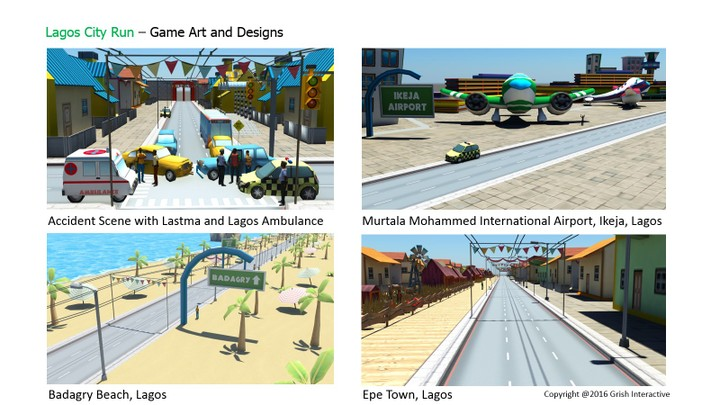 Lagos City Run – Game Art and Designs
AMBULANCE
Accident Scene with Lastma and Lagos Ambulance
IKEJA
AIRPORT
Murtala Mohammed International Airport, Ikeja, Lagos
BADAGRY
Badagry Beach, Lagos
Epe Town, Lagos
Copyright @2016 Grish Interactive